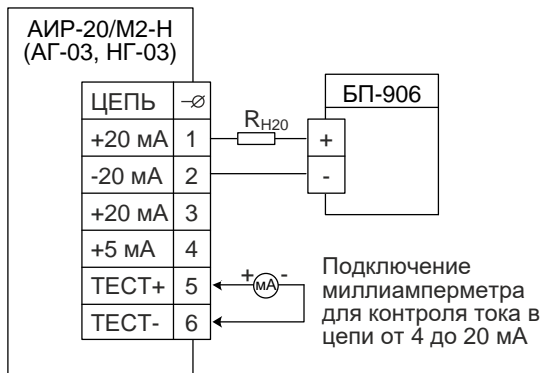 АИР-20/М2-Н
(АГ-03, НГ-03)
ЦЕПЬ
+20 мА 1
-20 мА 2
+20 мА 3
+5 мА 4
ТЕСТ+ 5
ТЕСТ- 6
RН20
БП-906
+
-
+ мА -
Подключение
миллиамперметра
для контроля тока в
цепи от 4 до 20 мА